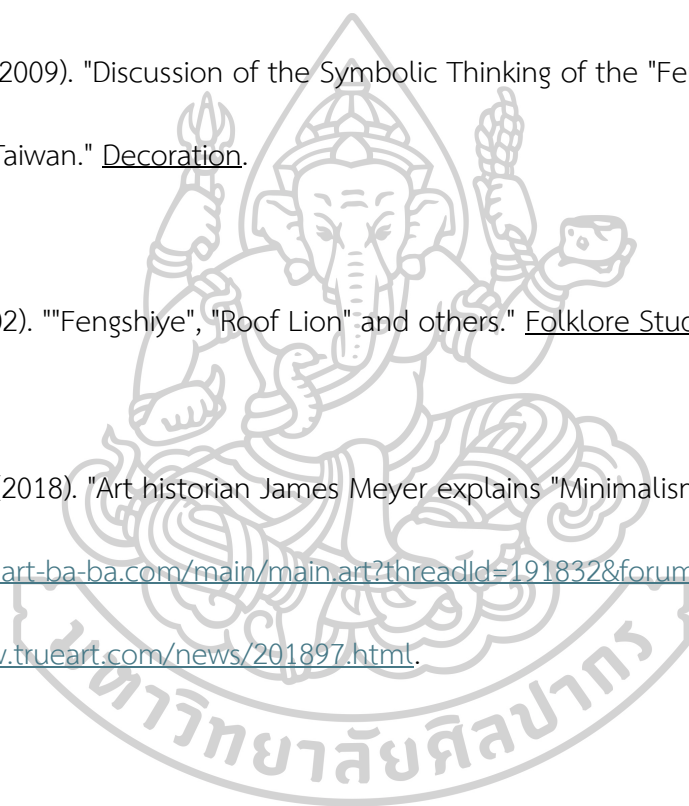 2009). "Discussion of the Symbolic Thinking of the "Fe
Taiwan." Decoration.
02). ""Fengshiye", "Roof Lion" and others." Folklore Stud
(2018). "Art historian James Meyer explains "Minimalism
art-ba-ba.com/main/main.art?threadId=191832&forum
w.trueart.com/news/201897.html.
มหาวิทยาลัยศิลปากร